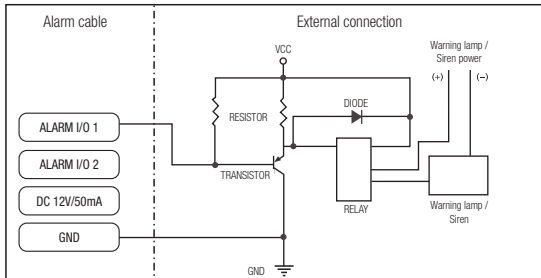 Alarm cable
External connection
VCC
Warning lamp /
Siren power
(+)
(−)
DIODE
RESISTOR
ALARM I/O 1
ALARM I/O 2
TRANSISTOR
DC 12V/50mA
RELAY
Warning lamp /
Siren
GND
GND